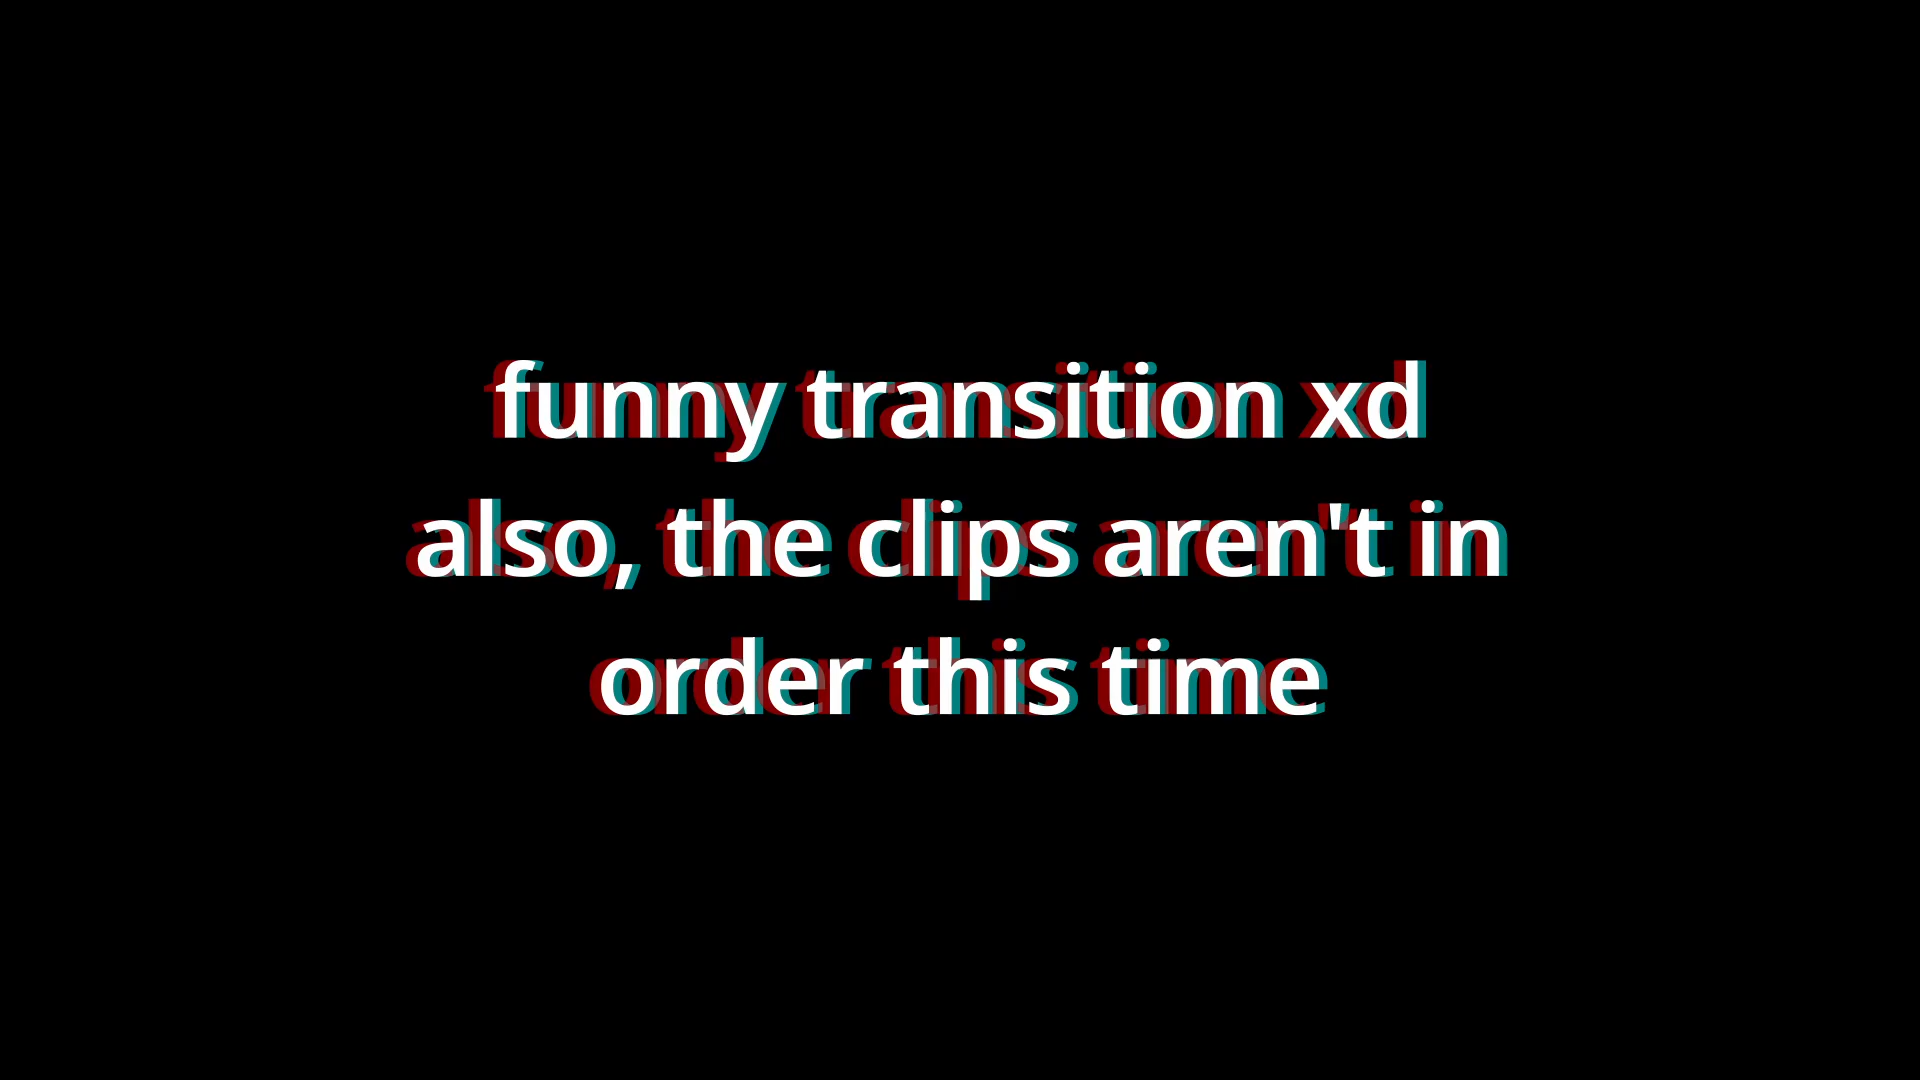 funny transition xd
also, the clips aren't in
order this time